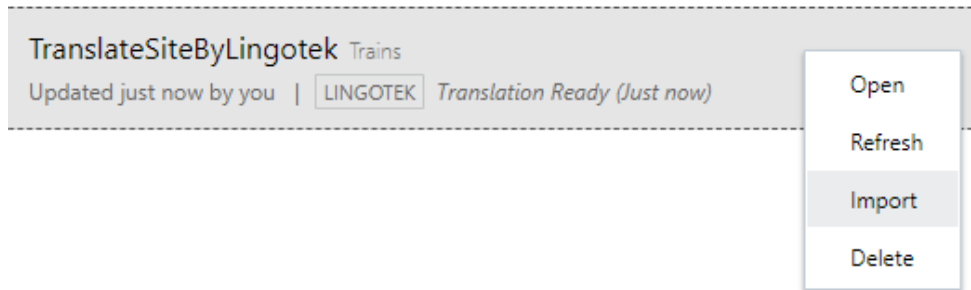 TranslateSiteByLingotek Trains
Updated just now by you | LINGOTEK Translation Ready (Just now)
Open
Refresh
Import
Delete